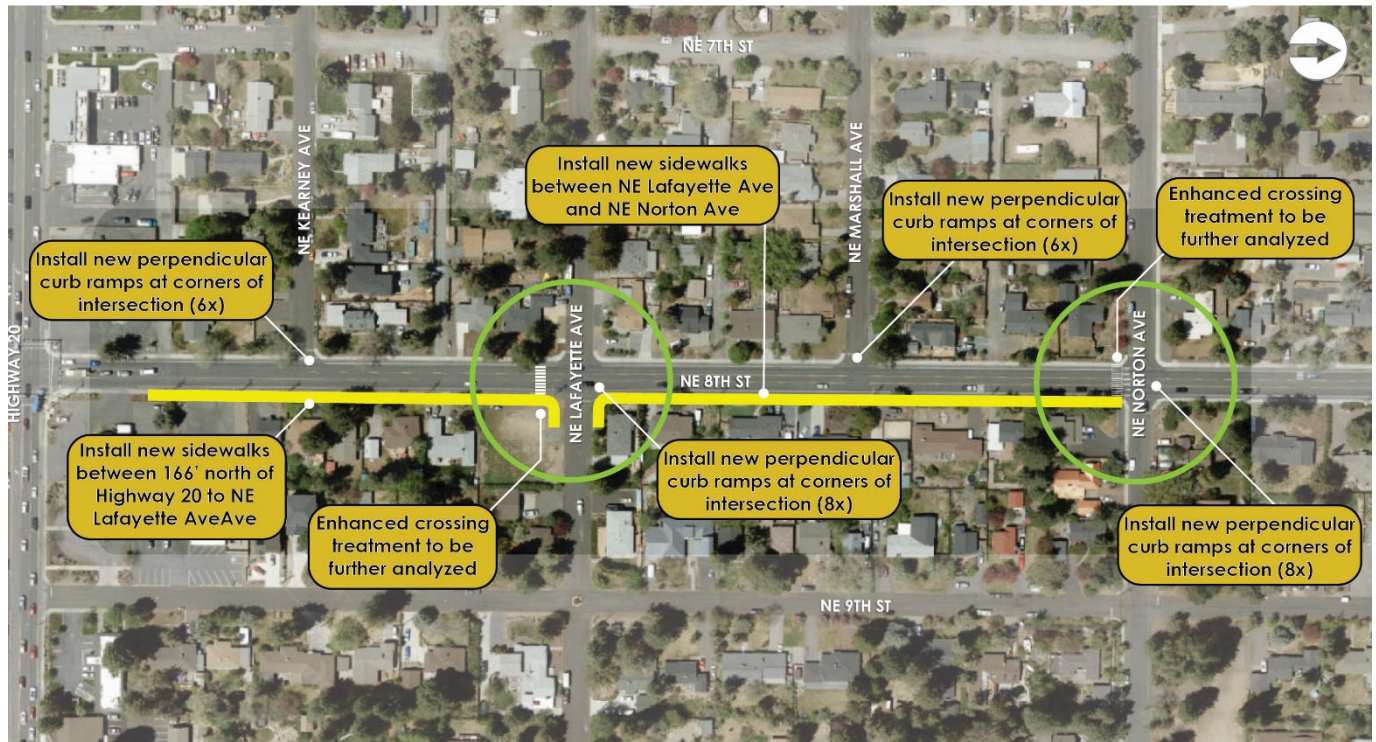 NE 7TH ST
NE KEARNEY AVE
NE MARSHALL AVE
Install new sidewalks
between NE Lafayette Ave
and NE Norton Ave
Install new perpendicular
curb ramps at corners of
intersection (6x)
Enhanced crossing
treatment to be
further analyzed
Install new perpendicular
curb ramps at corners of
intersection (6x)
HIGHWAY 20
NE LAFAYETTE AVE
NE 8TH ST
NE NORTON AVE
Install new sidewalks
between 166' north of
Highway 20 to NE
Lafayette AveAve
Enhanced crossing
treatment to be
further analyzed
Install new perpendicular
curb ramps at corners of
intersection (8x)
Install new perpendicular
curb ramps at corners of
intersection (8x)
NE 9TH ST